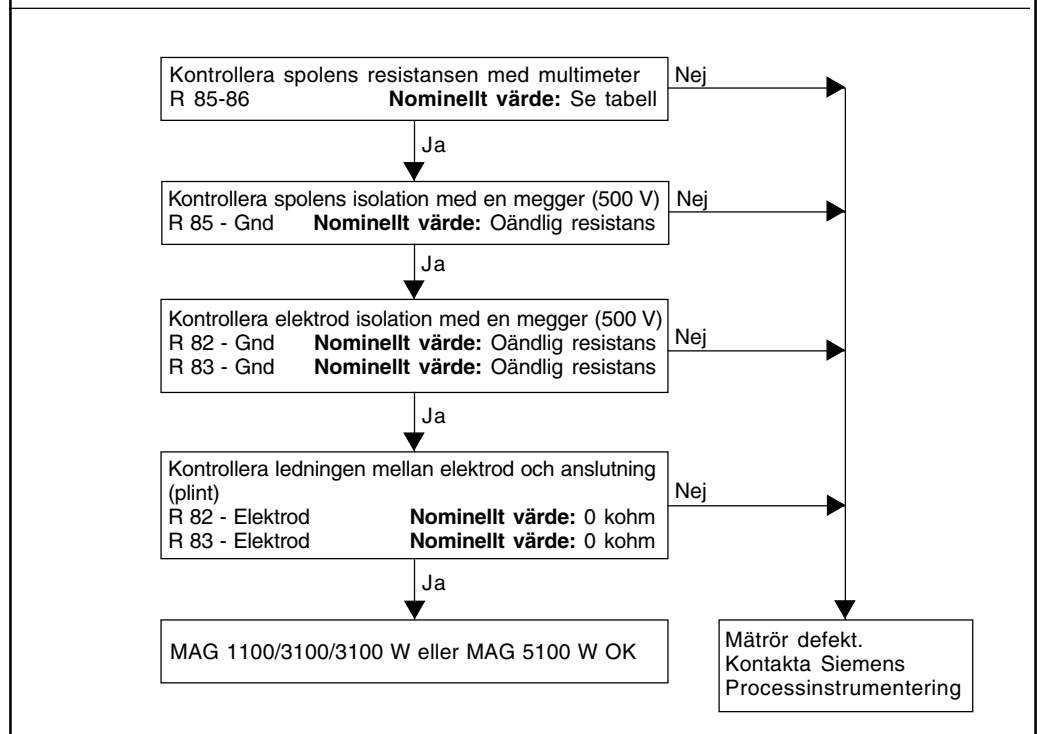 Kontrollera spolens resistansen med multimeter
R 85-86 Nominellt värde: Se tabell
Nej
Ja
Kontrollera spolens isolation med en megger (500 V)
R 85 - Gnd Nominellt värde: Oändlig resistans
Nej
Ja
Kontrollera elektrod isolation med en megger (500 V)
R 82 - Gnd Nominellt värde: Oändlig resistans
R 83 - Gnd Nominellt värde: Oändlig resistans
Nej
Ja
Kontrollera ledningen mellan elektrod och anslutning
(plint)
R 82 - Elektrod Nominellt värde: 0 kohm
R 83 - Elektrod Nominellt värde: 0 kohm
Nej
Ja
MAG 1100/3100/3100 W eller MAG 5100 W OK
Mätrör defekt.
Kontakta Siemens
Processinstrumentering